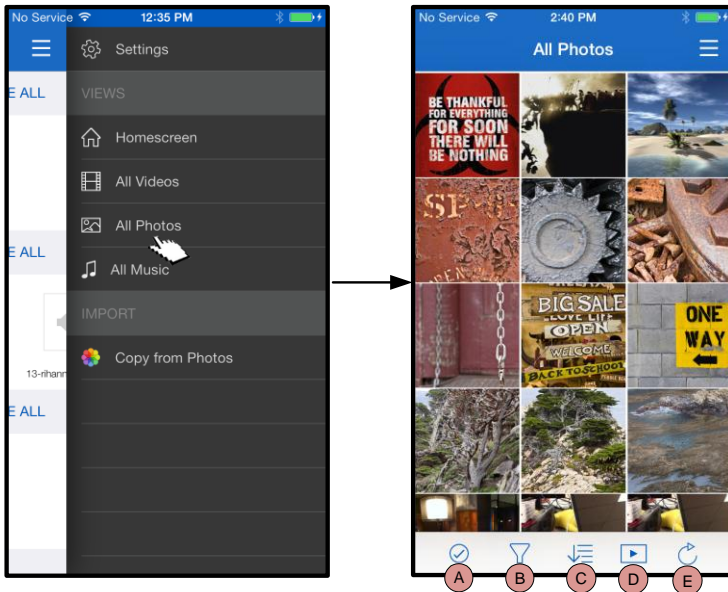 No Service
12:35 PM
Settings
E ALL
VIEWS
Homescreen
All Videos
All Photos
E ALL
All Music
IMPORT
Copy from Photos
13-rihann
E ALL
No Service
2:40 PM
All Photos
BE THANKFUL
FOR EVERYTHING
FOR SOON
THERE WILL
BE NOTHING
BIG SALE
LOVE LIFE
OPEN
WELCOME
BACK TO SCHOOL
ONE
WAY
A
B
C
D
E